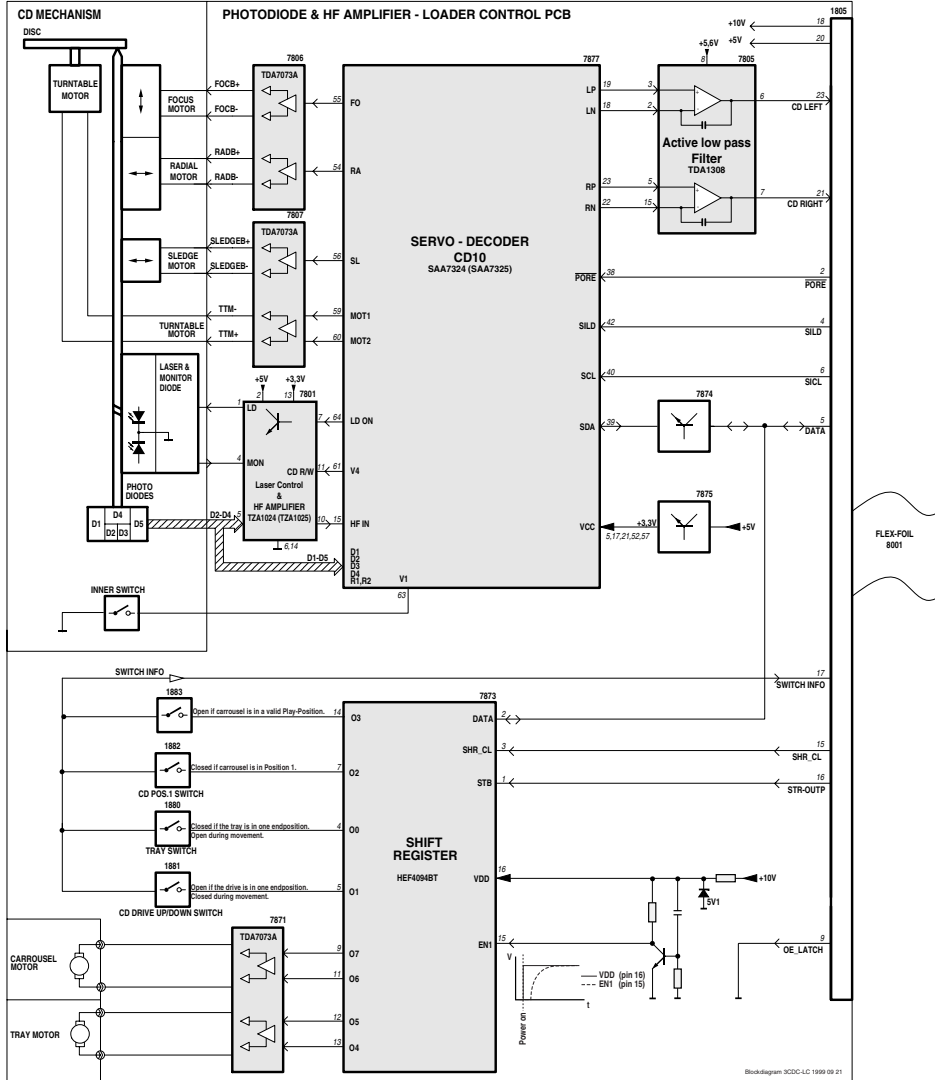 CD MECHANISM
PHOTODIODE & HF AMPLIFIER - LOADER CONTROL PCB
1805
DISC
+10V
18
+5V
20
TURNTABLE
MOTOR
FOCUS
MOTOR
FOCB+
FOCB-
7806
TDA7073A
55
FO
7877
LP
19
3
LN
18
2
+5,6V
8
7805
6
23
CD LEFT
Active low pass
Filter
TDA1308
RADIAL
MOTOR
RADB+
RADB-
54
RA
RP
23
5
RN
22
15
7
21
CD RIGHT
7807
TDA7073A
SLEDGE
MOTOR
SLEDGEB+
SLEDGEB-
56
SL
SERVO - DECODER
CD10
SAA7324 (SAA7325)
PORE
38
2
PORE
TURNTABLE
MOTOR
TTM-
TTM+
59
MOT1
60
MOT2
SILD
42
4
SILD
LASER &
MONITOR
DIODE
+5V
2
+3,3V
13
7801
SCL
40
6
SICL
1
LD
7
64
LD ON
SDA
39
7874
5
DATA
4
MON
CD R/W
11
61
V4
Laser Control
&
HF AMPLIFIER
TZA1024 (TZA1025)
PHOTO
DIODES
D1
D4
D2
D3
D5
D2-D4
5
10
15
HF IN
6,14
D1-D5
D1
D2
D3
D4
R1,R2
V1
63
VCC
+3,3V
5,17,21,52,57
7875
+5V
FLEX-FOIL
8001
INNER SWITCH
SWITCH INFO
17
SWITCH INFO
1883
Open if carrousel is in a valid Play-Position.
14
O3
7873
DATA
2
1882
Closed if carrousel is in Position 1.
7
O2
CD POS.1 SWITCH
SHR_CL
3
15
SHR_CL
STB
1
16
STR-OUTP
1880
Closed if the tray is in one endposition.
Open during movement.
4
O0
TRAY SWITCH
SHIFT
REGISTER
HEF4094BT
1881
Open if the drive is in one endposition.
Closed during movement.
5
O1
CD DRIVE UP/DOWN SWITCH
VDD
16
+10V
5V1
7871
TDA7073A
CARROUSEL
MOTOR
9
O7
11
O6
EN1
15
9
OE_LATCH
V
VDD (pin 16)
EN1 (pin 15)
t
Power on
TRAY MOTOR
12
O5
13
O4
Blockdiagram 3CDC-LC 1999 09 21